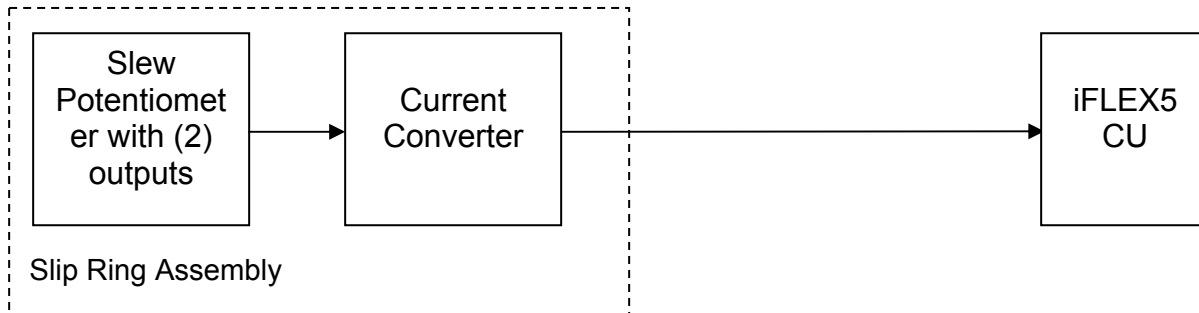 Slew
Potentiomet
er with (2)
outputs
Current
Converter
iFLEX5
CU
Slip Ring Assembly